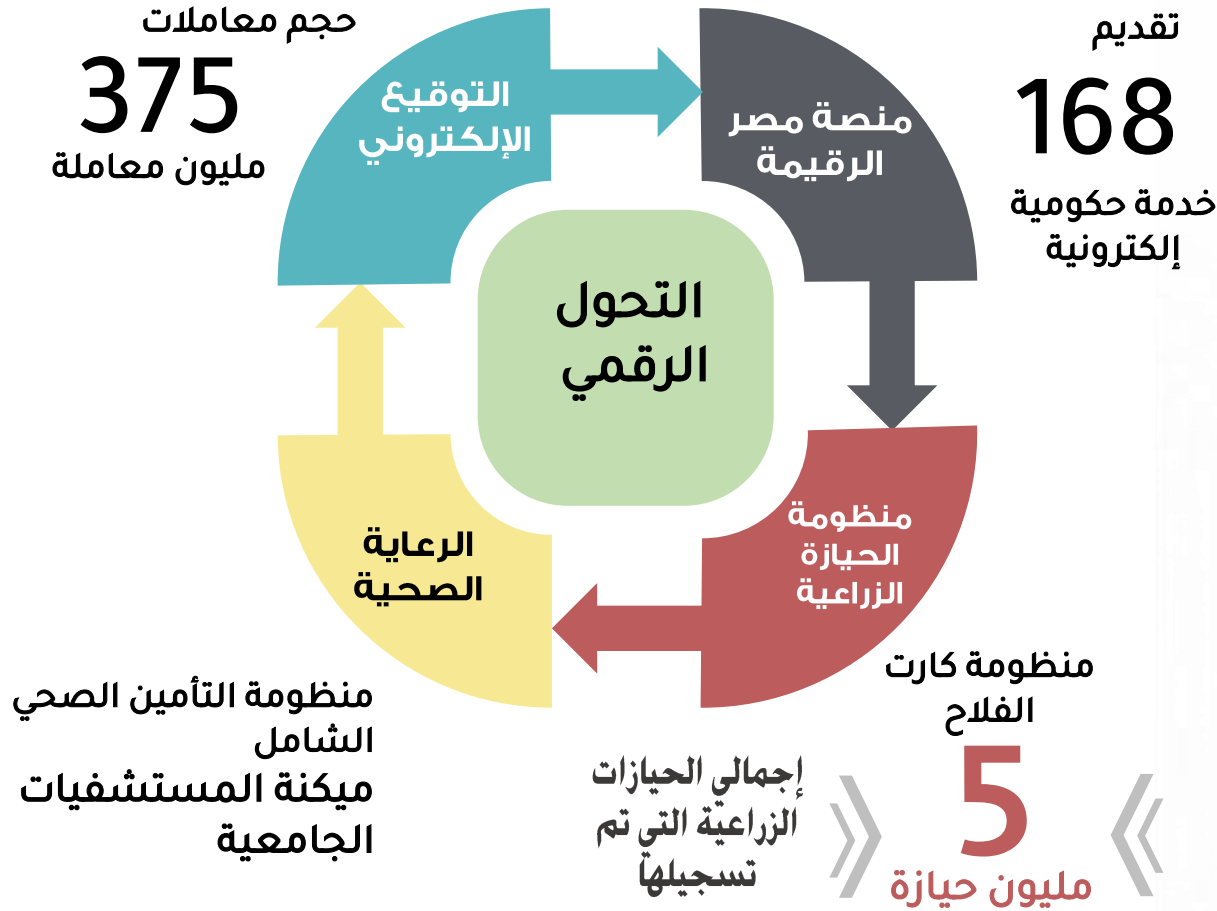 تقديم
168
خدمة حكومية
إلكترونية
منصة مصر
الرقيمة
حجم معاملات
375
مليون معاملة
التوقيع
الإلكتروني
التحول
الرقمي
منظومة
الحيازة
الزراعية
الرعاية
الصحية
منظومة كارت
الفلاح
5
مليون حيازة
إجمالي الحيازات
الزراعية التي تم
تسجيلها
منظومة التأمين الصحي
الشامل
ميكنة المستشفيات
الجامعية